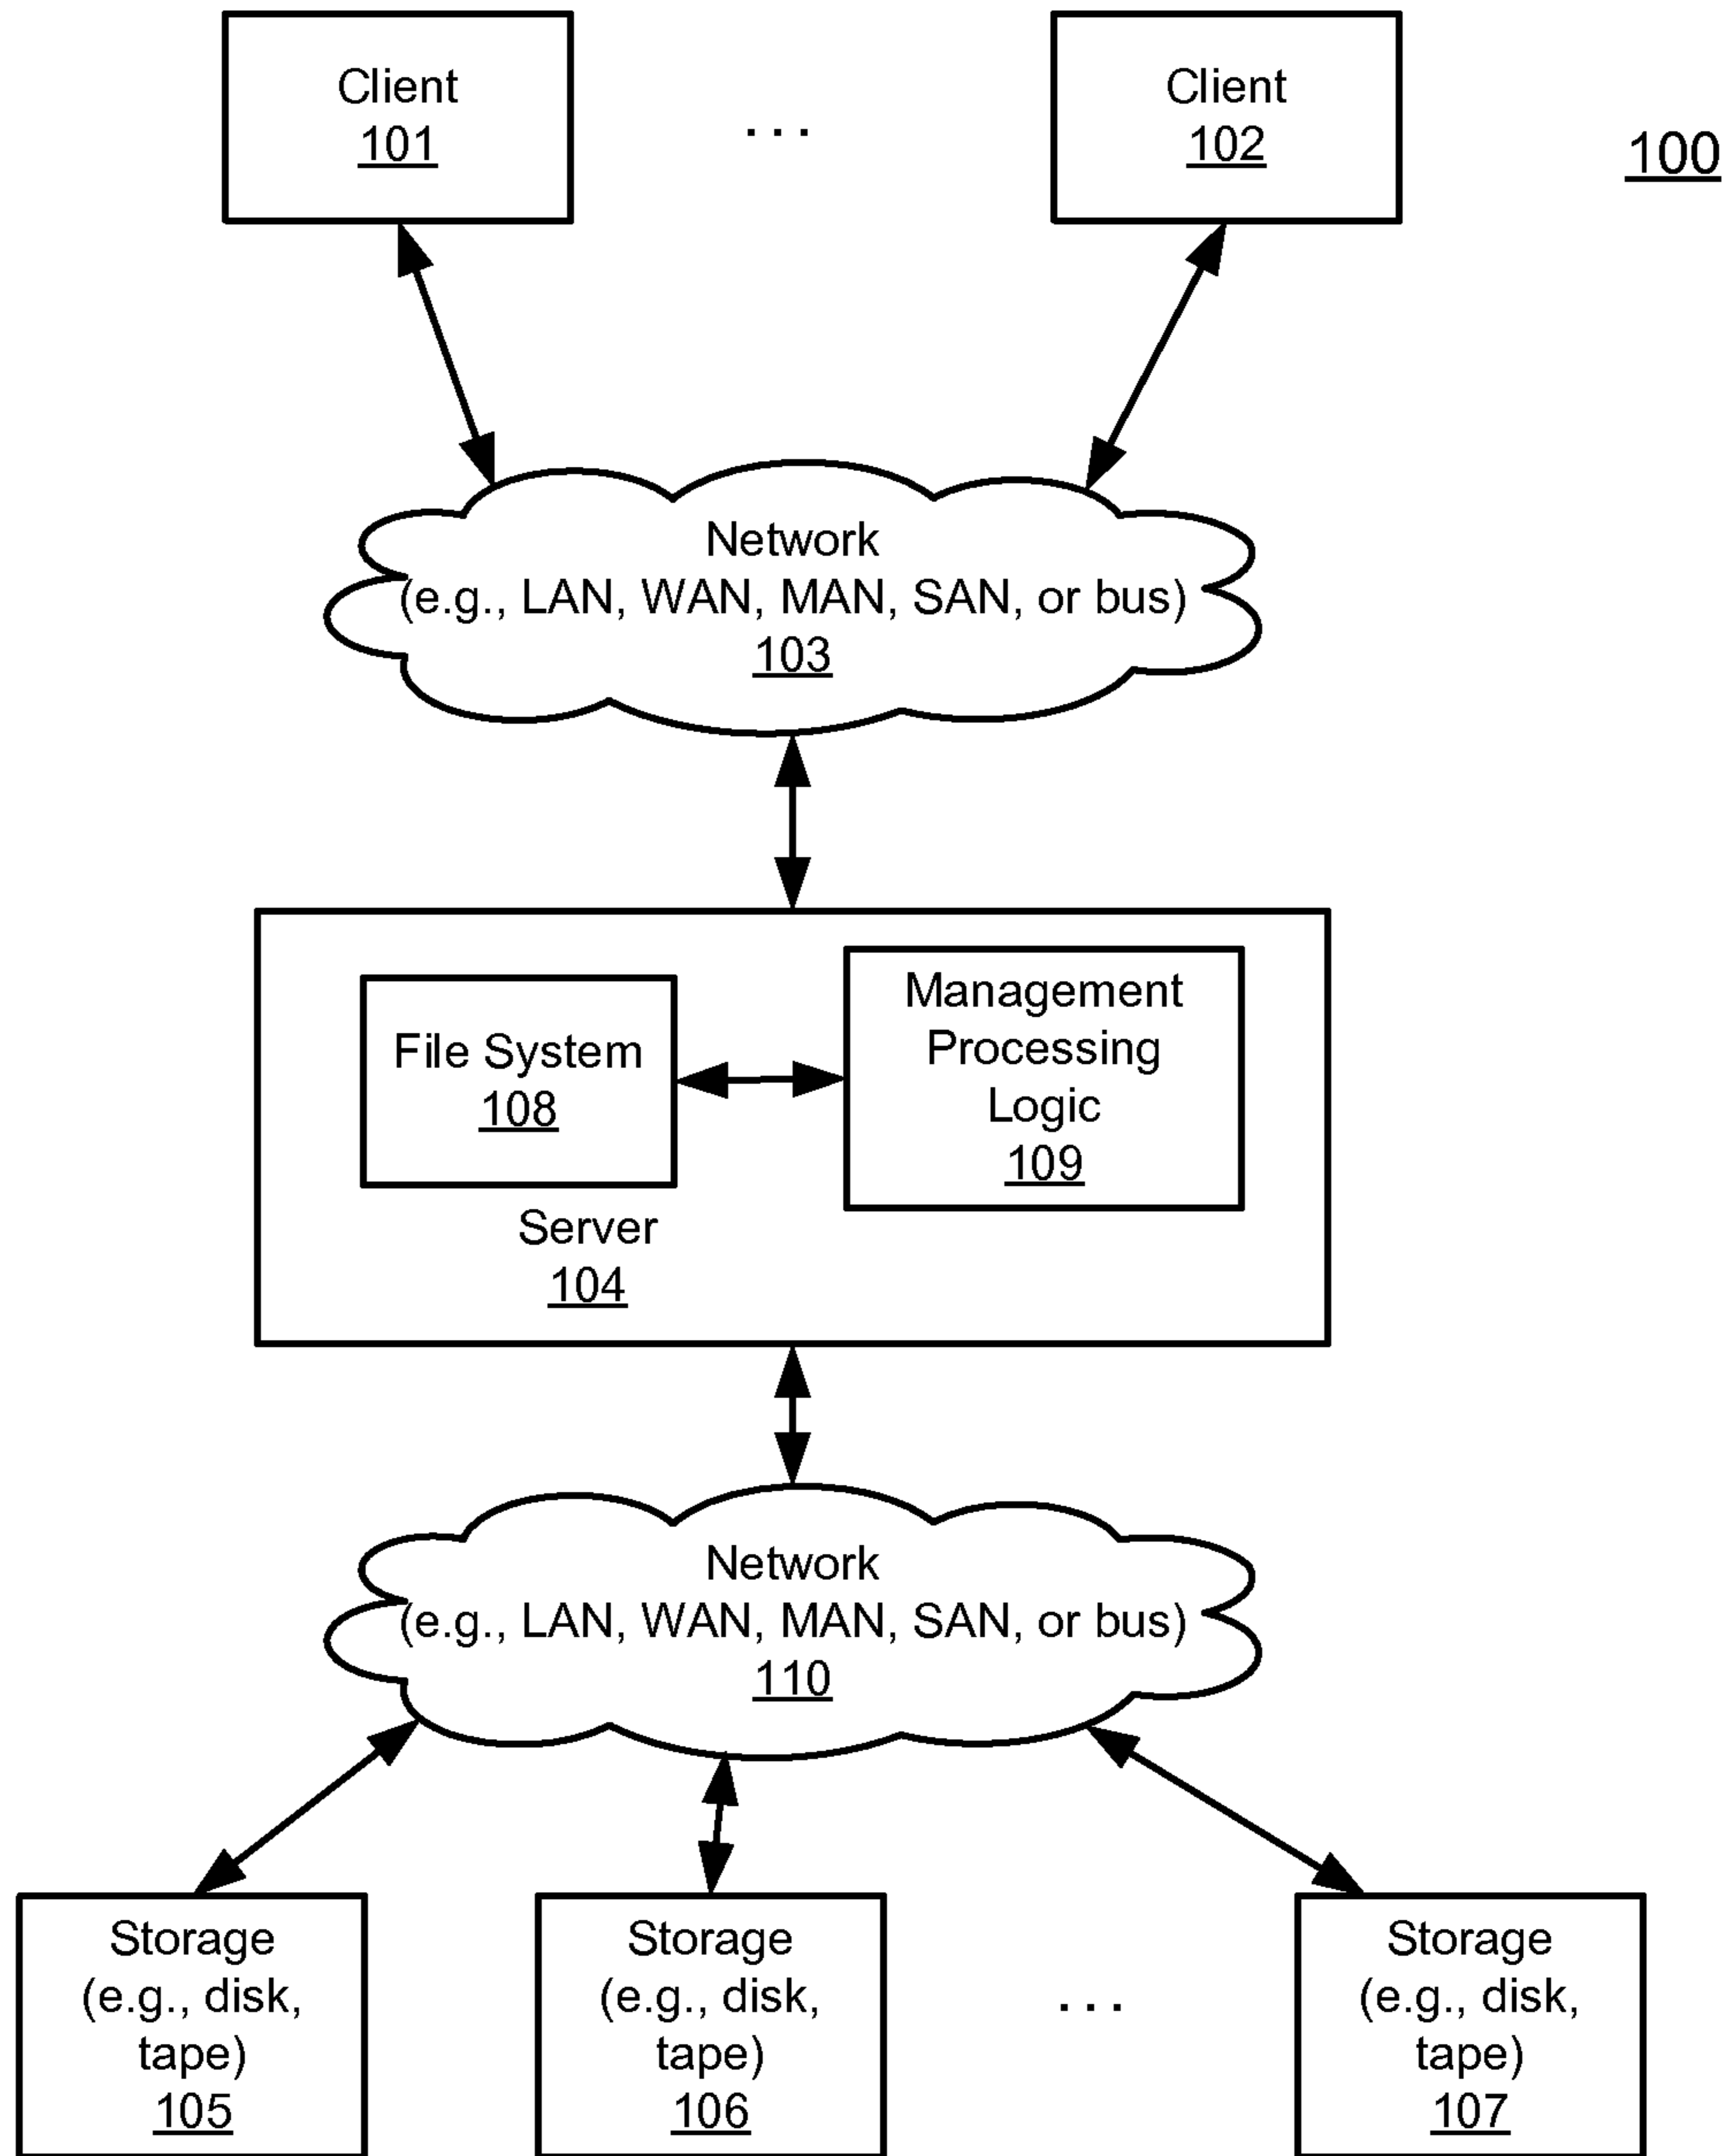 Client
101
. . .
Client
102
100
Network
(e.g., LAN, WAN, MAN, SAN, or bus)
103
File System
108
Management
Processing
Logic
109
Server
104
Network
(e.g., LAN, WAN, MAN, SAN, or bus)
110
Storage
(e.g., disk,
tape)
105
Storage
(e.g., disk,
tape)
106
. . .
Storage
(e.g., disk,
tape)
107